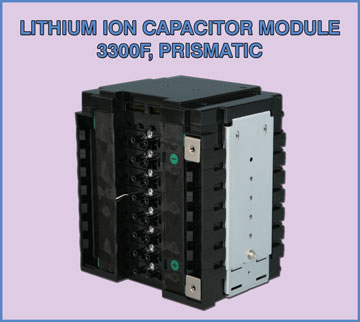 LITHIUM ION CAPACITOR MODULE
3300F, PRISMATIC